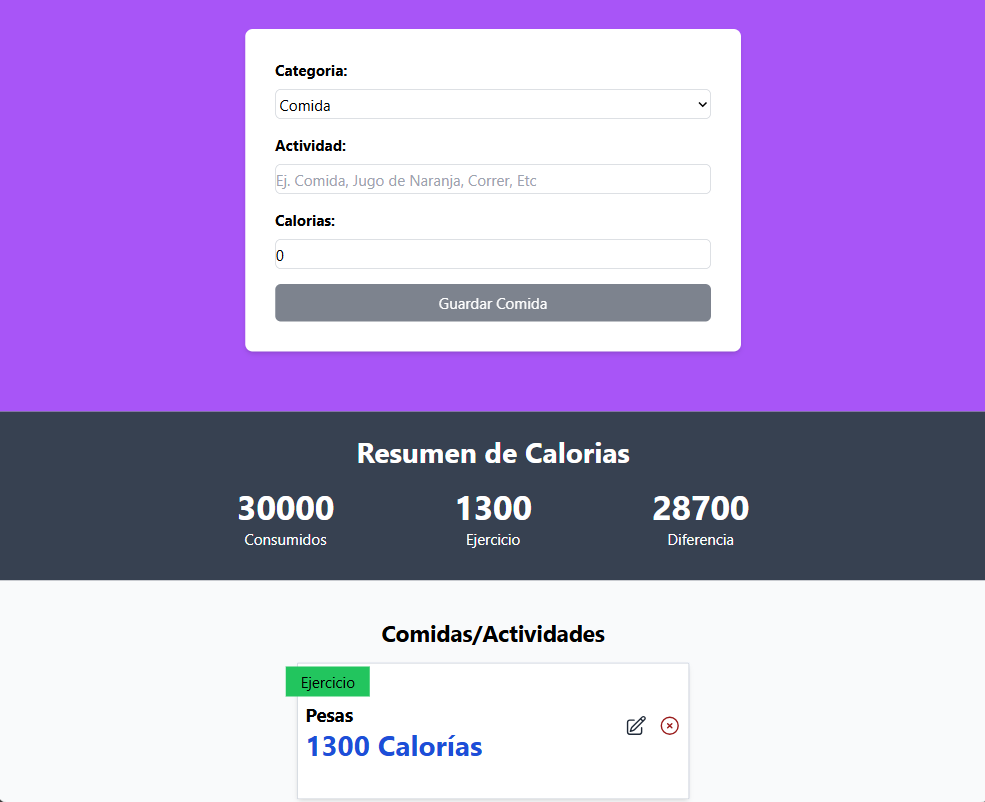 Categoria:
Comida
Actividad:
Ej. Comida, Jugo de Naranja, Correr, Etc
Calorias:
0
Guardar Comida
Resumen de Calorias
30000 1300 28700
Consumidos Ejercicio Diferencia
Comidas/Actividades
Ejercicio
Pesas
1300 Calorías